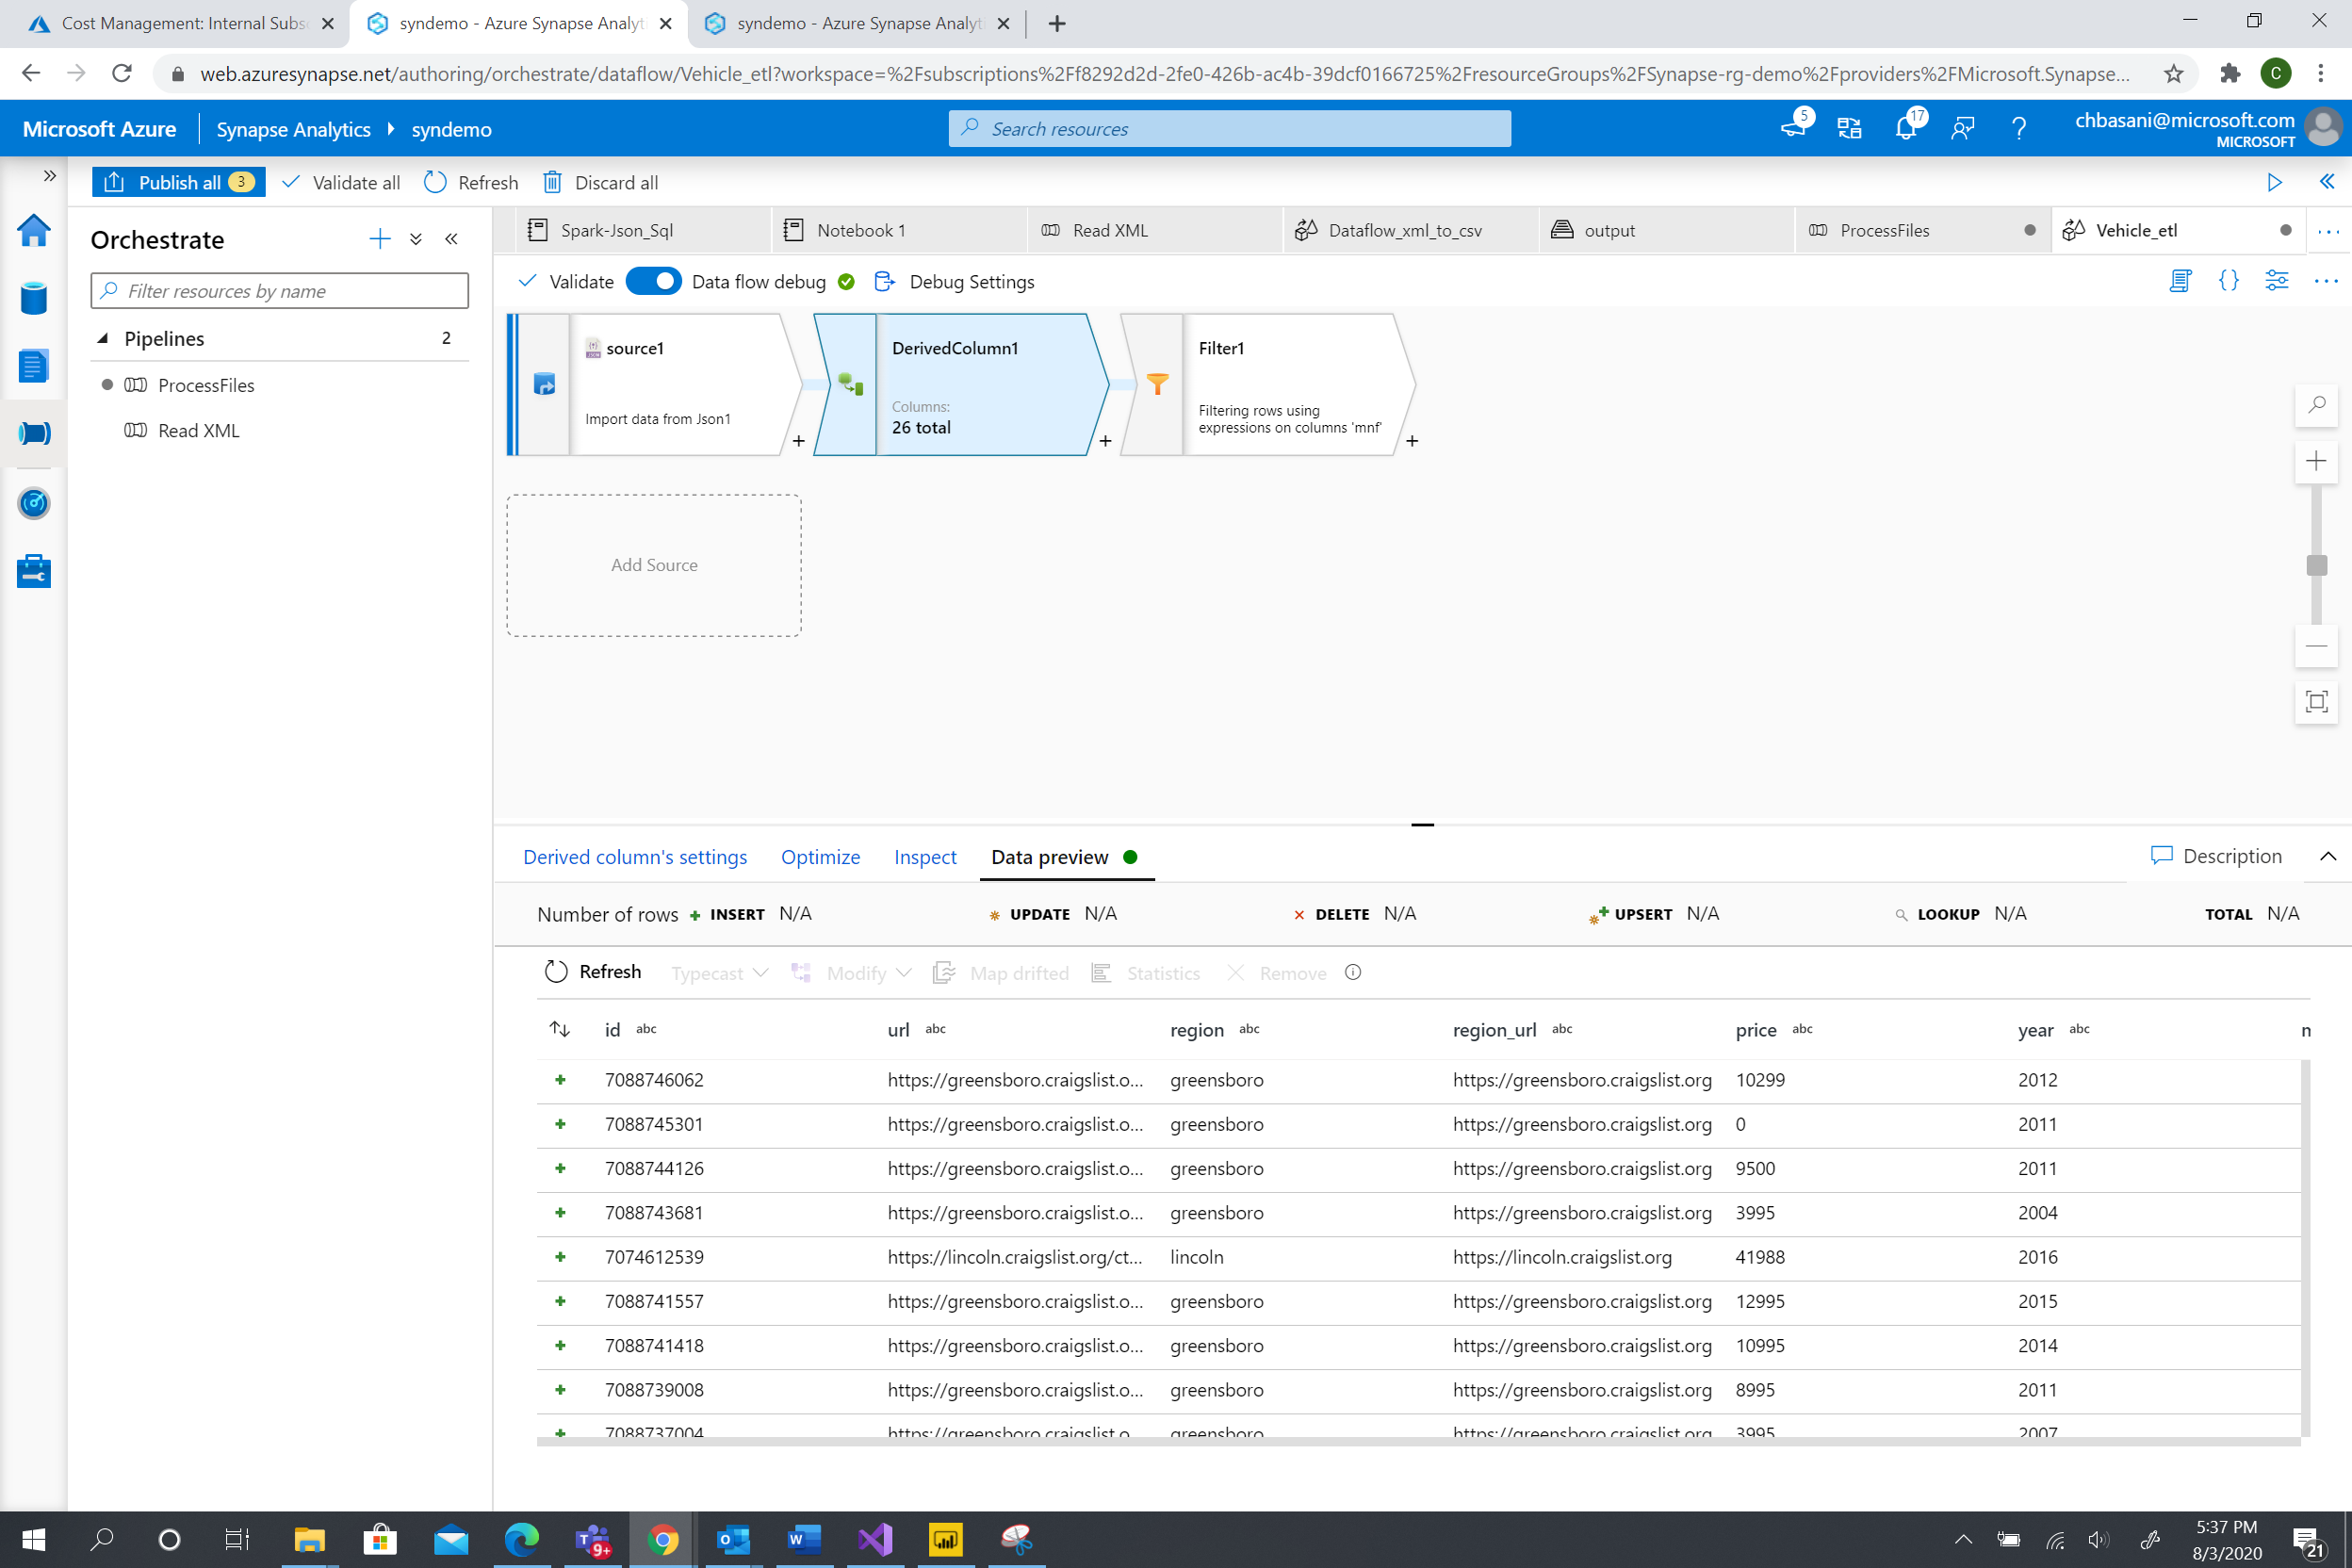 Cost Management: Internal Subs
syndemo - Azure Synapse Analyt
syndemo - Azure Synapse Analyt
web.azuresynapse.net/authoring/orchestrate/dataflow/Vehicle_etl?workspace=%2Fsubscriptions%2Ff8292d2d-2fe0-426b-ac4b-39dcf0166725%2FresourceGroups%2FSynapse-rg-demo%2Fproviders%2FMicrosoft.Synapse...
C
Microsoft Azure
Synapse Analytics
syndemo
Search resources
5
17
chbasani@microsoft.com
MICROSOFT
Publish all 3
Validate all
Refresh
Discard all
Orchestrate
Filter resources by name
Pipelines 2
ProcessFiles
Read XML
Spark-Json_Sql
Notebook 1
Read XML
Dataflow_xml_to_csv
output
ProcessFiles
Vehicle_etl
Validate
Data flow debug
Debug Settings
source1
Import data from Json1
DerivedColumn1
Columns:
26 total
Filter1
Filtering rows using
expressions on columns 'mnf'
Add Source
Derived column's settings
Optimize
Inspect
Data preview
Description
Number of rows INSERT N/A UPDATE N/A DELETE N/A UPSERT N/A LOOKUP N/A TOTAL N/A
Refresh Typecast Modify Map drifted Statistics Remove
id abc url abc region abc region_url abc price abc year abc
7088746062 https://greensboro.craigslist.o... greensboro https://greensboro.craigslist.org 10299 2012
7088745301 https://greensboro.craigslist.o... greensboro https://greensboro.craigslist.org 0 2011
7088744126 https://greensboro.craigslist.o... greensboro https://greensboro.craigslist.org 9500 2011
7088743681 https://greensboro.craigslist.o... greensboro https://greensboro.craigslist.org 3995 2004
7074612539 https://lincoln.craigslist.org/ct... lincoln https://lincoln.craigslist.org 41988 2016
7088741557 https://greensboro.craigslist.o... greensboro https://greensboro.craigslist.org 12995 2015
7088741418 https://greensboro.craigslist.o... greensboro https://greensboro.craigslist.org 10995 2014
7088739008 https://greensboro.craigslist.o... greensboro https://greensboro.craigslist.org 8995 2011
7088737004 https://greensboro.craigslist.o greensboro https://greensboro.craigslist.org 3995 2007
9+
5:37 PM
8/3/2020
21